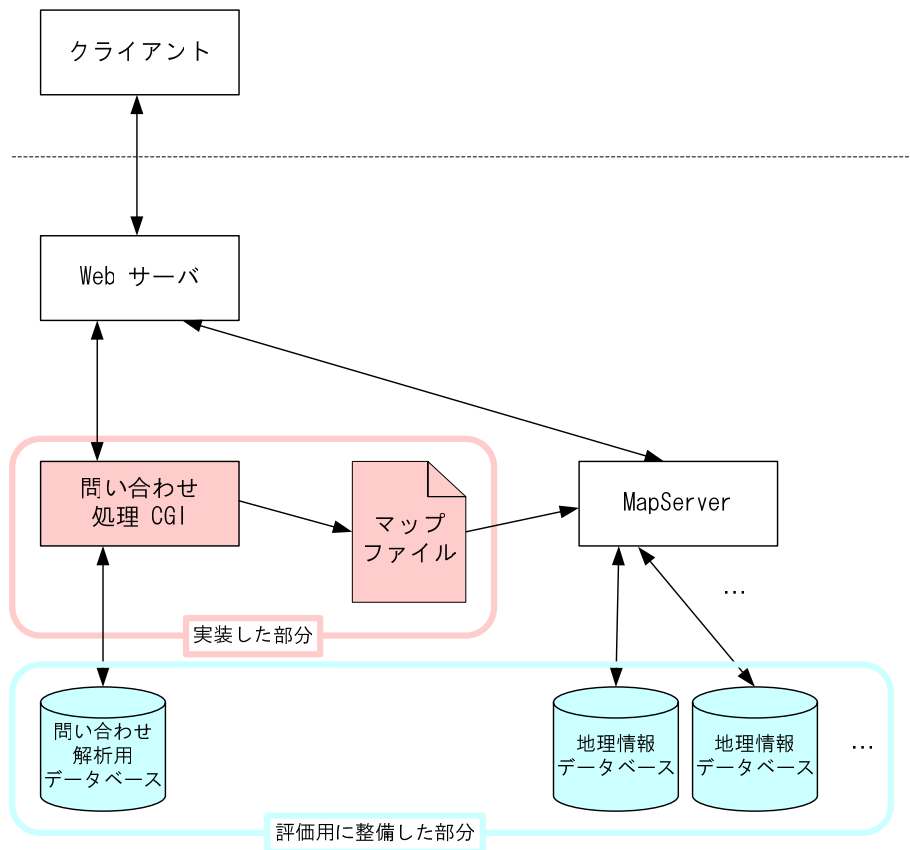 クライアント
Web サーバ
問い合わせ
処理 CGI
マップ
ファイル
MapServer
…
実装した部分
問い合わせ
解析用
データベース
地理情報
データベース
地理情報
データベース
…
評価用に整備した部分